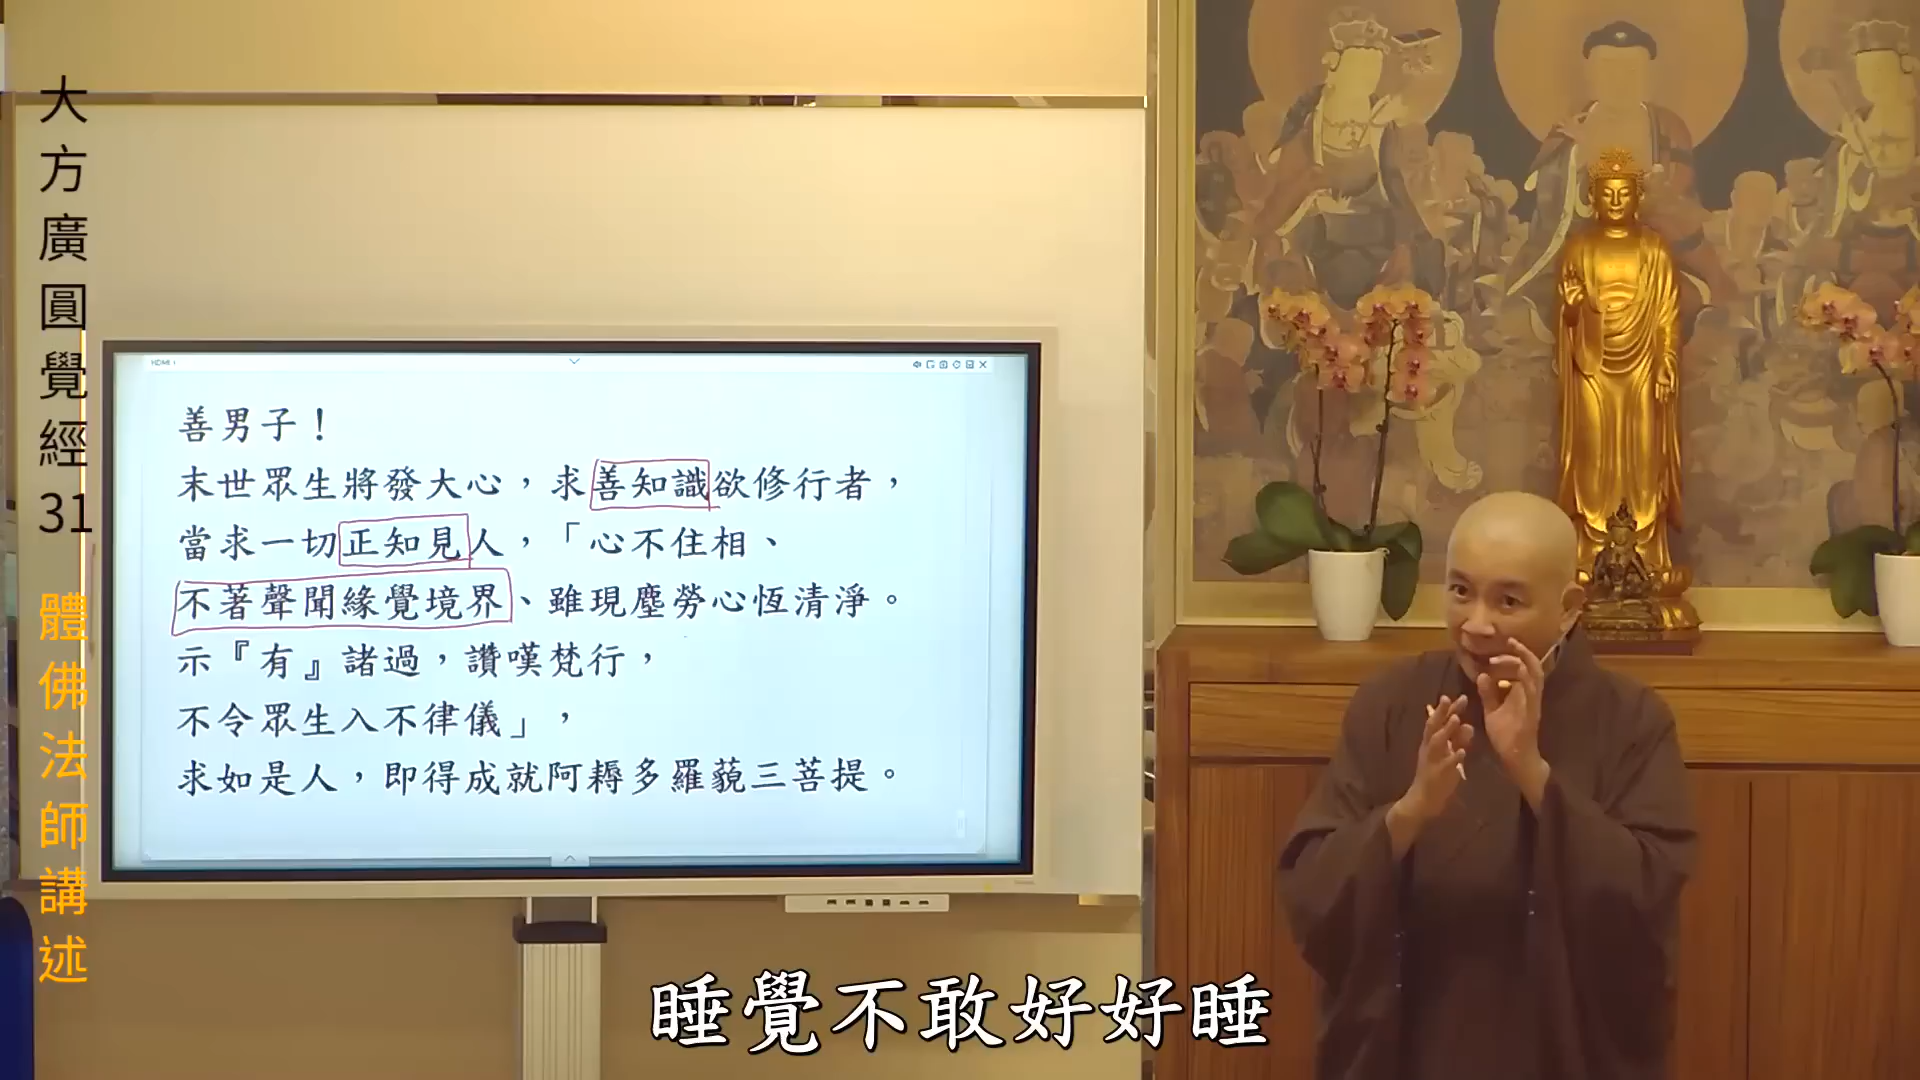 大方廣圓覺經31 體佛法師講述
HDMI 1
善男子！
末世眾生將發大心，求善知識欲修行者，
當求一切正知見人，「心不住相、
不著聲聞緣覺境界、雖現塵勞心恆清淨。
示『有』諸過，讚嘆梵行，
不令眾生入不律儀」，
求如是人，即得成就阿耨多羅藐三菩提。
睡覺不敢好好睡